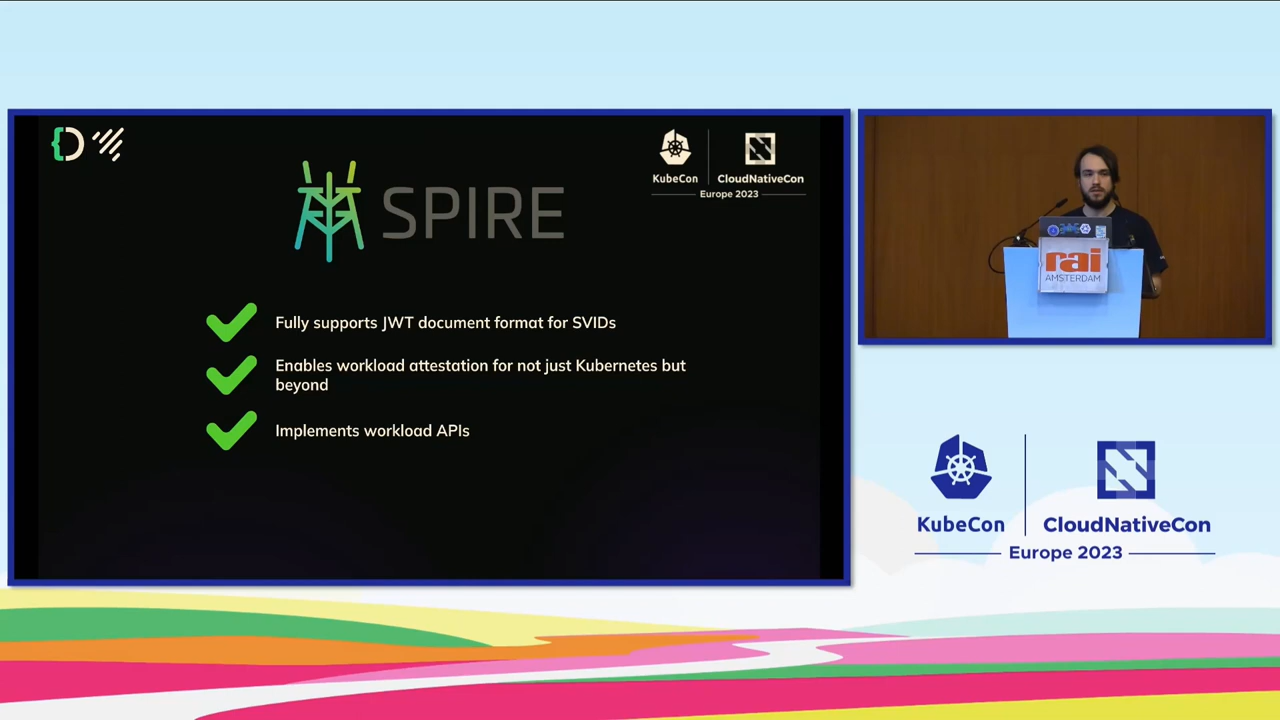 KubeCon
CloudNativeCon
Europe 2023
SPIRE
Fully supports JWT document format for SVIDs
Enables workload attestation for not just Kubernetes but
beyond
Implements workload APIs
rai
AMSTERDAM
KubeCon
CloudNativeCon
Europe 2023